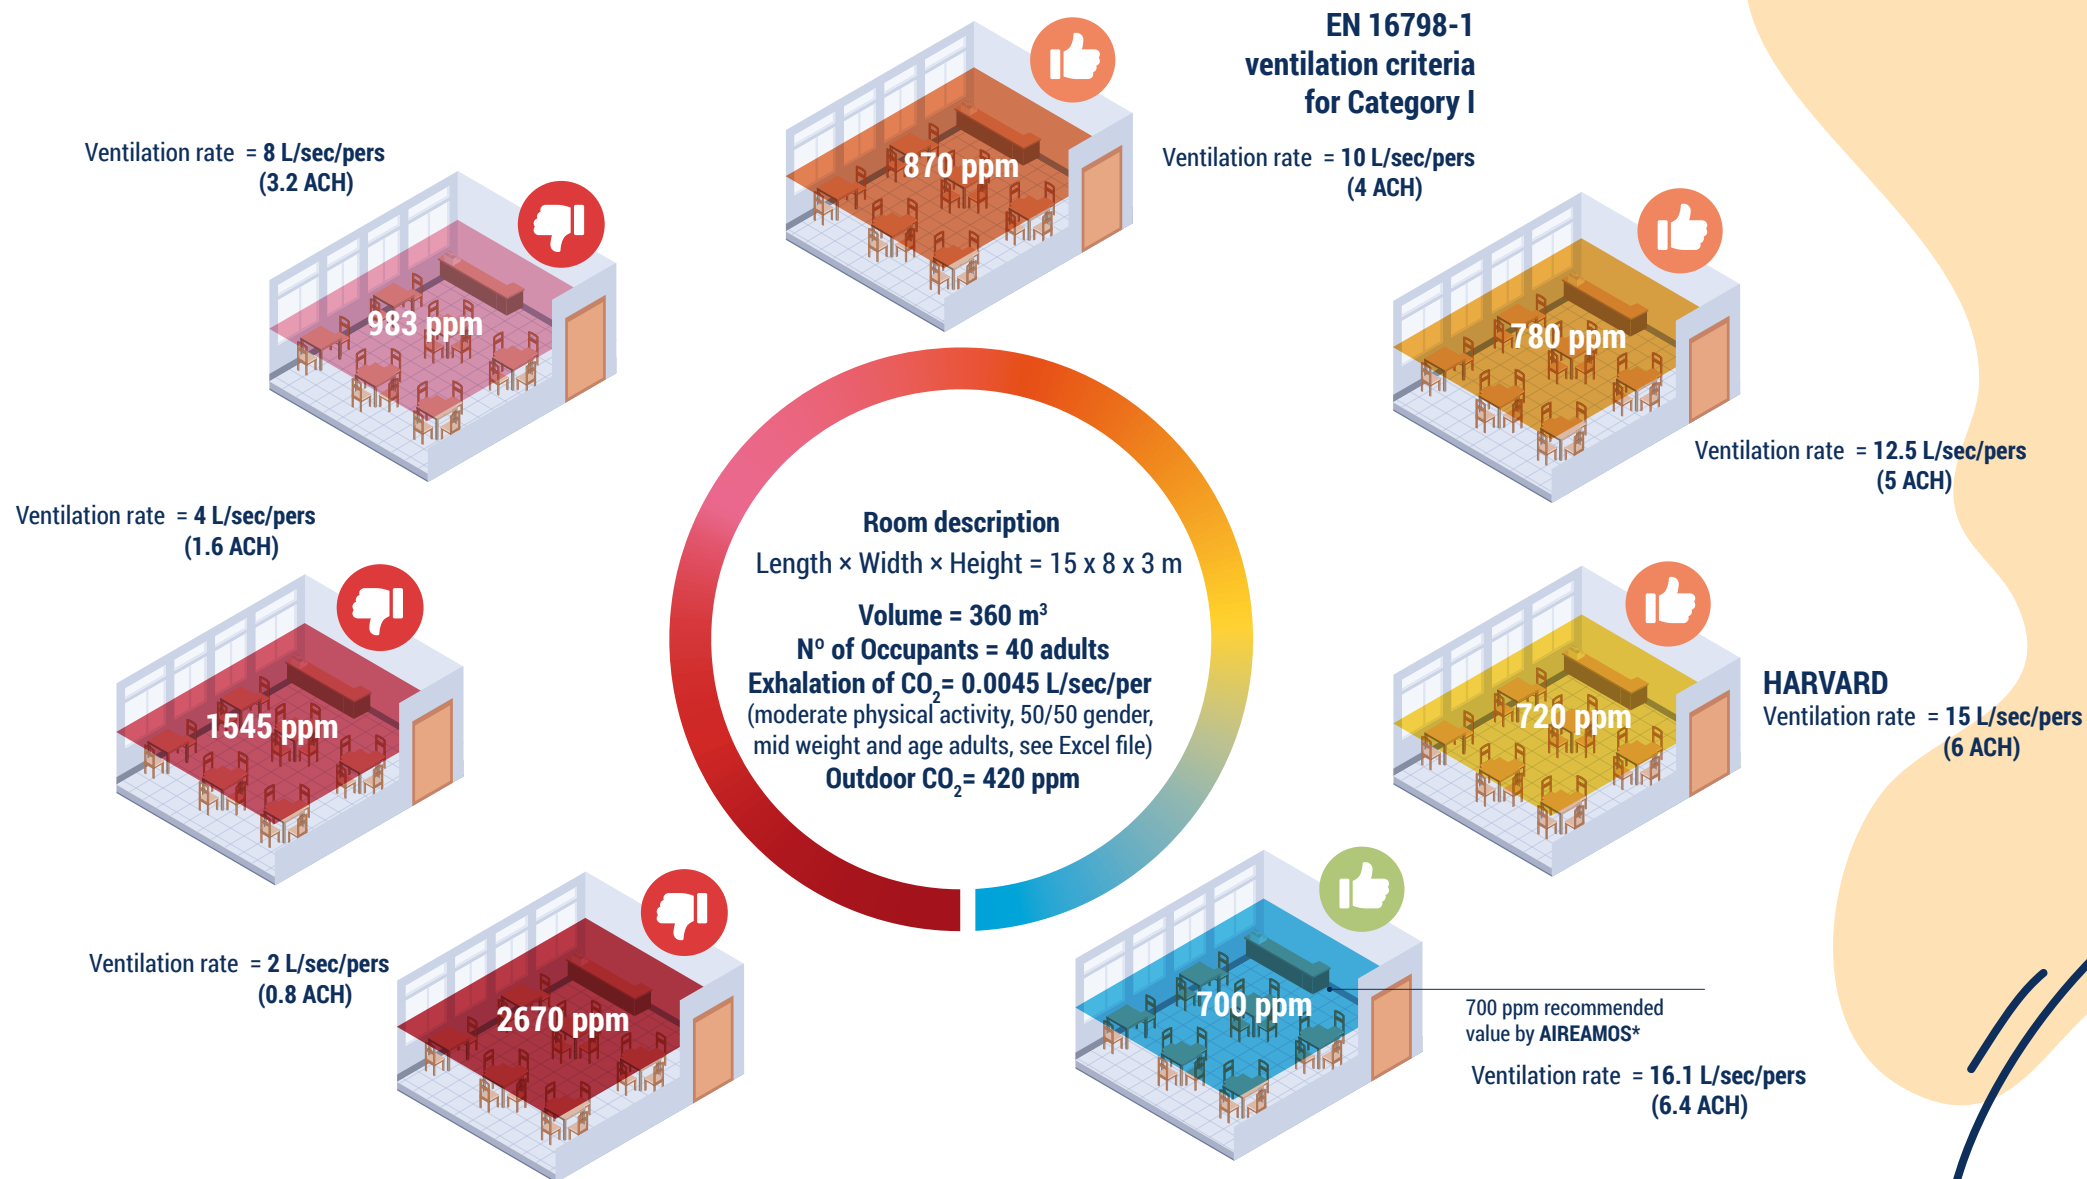 EN 16798-1
ventilation criteria
for Category I
Ventilation rate = 8 L/sec/pers
(3.2 ACH)
983 ppm
870 ppm
Ventilation rate = 10 L/sec/pers
(4 ACH)
780 ppm
Ventilation rate = 12.5 L/sec/pers
(5 ACH)
Ventilation rate = 4 L/sec/pers
(1.6 ACH)
1545 ppm
Room description
Length × Width × Height = 15 x 8 x 3 m
Volume = 360 m³
Nº of Occupants = 40 adults
Exhalation of CO₂= 0.0045 L/sec/per
(moderate physical activity, 50/50 gender,
mid weight and age adults, see Excel file)
Outdoor CO₂= 420 ppm
720 ppm
HARVARD
Ventilation rate = 15 L/sec/pers
(6 ACH)
Ventilation rate = 2 L/sec/pers
(0.8 ACH)
2670 ppm
700 ppm
700 ppm recommended
value by AIREAMOS*
Ventilation rate = 16.1 L/sec/pers
(6.4 ACH)